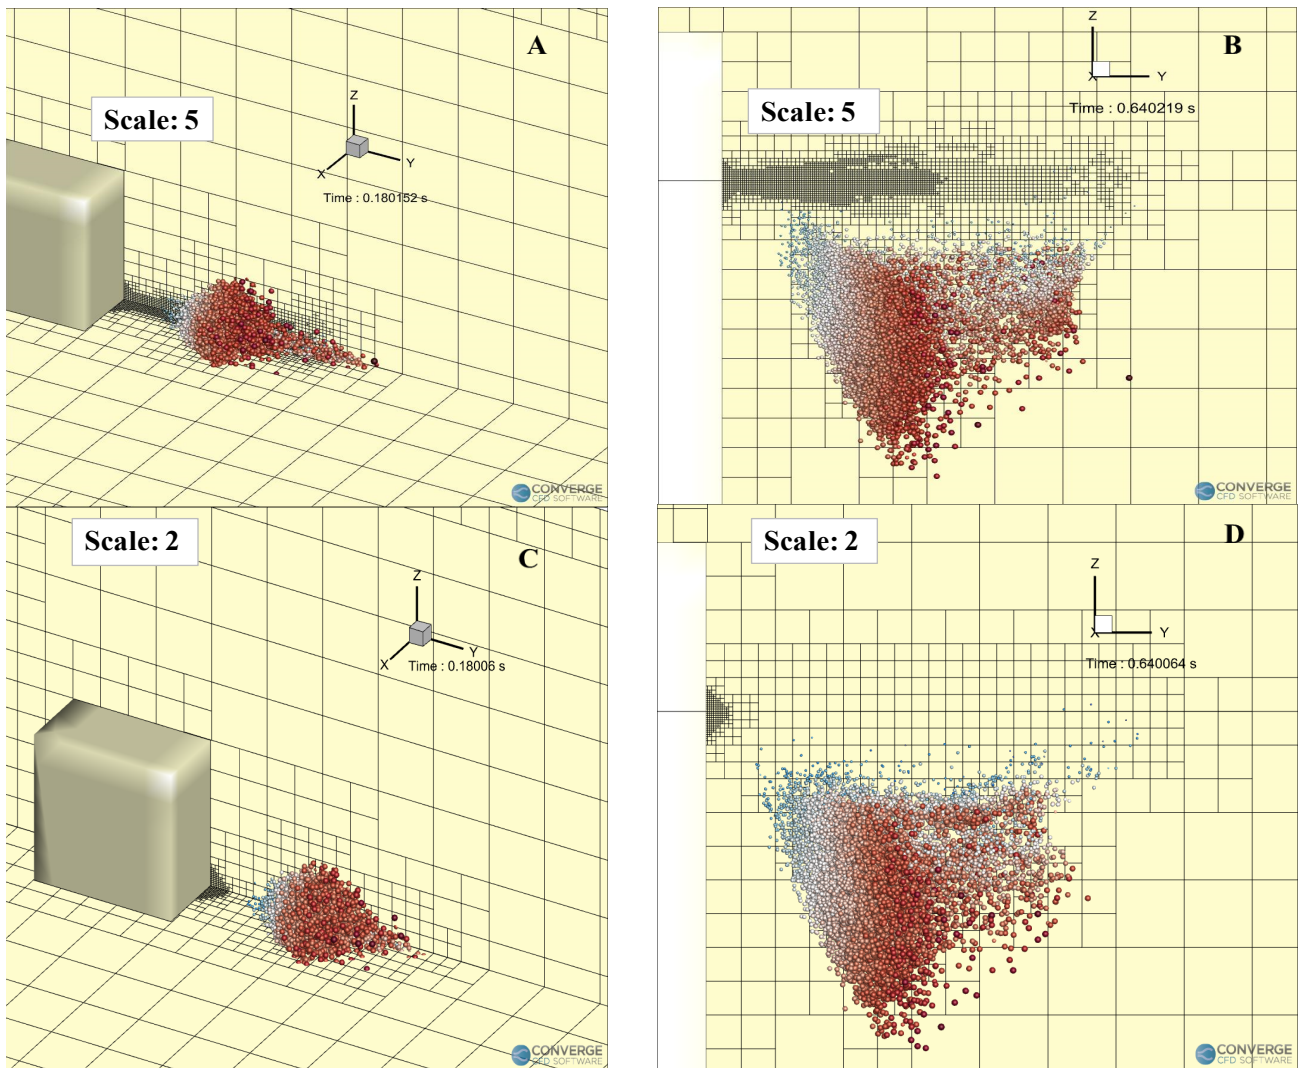 A
Scale: 5
Z
Y
X
Time : 0.180152 s
CONVERGE
CFD SOFTWARE
B
Scale: 5
Z
X
Y
Time : 0.640219 s
CONVERGE
CFD SOFTWARE
C
Scale: 2
Z
Y
X
Time : 0.18006 s
CONVERGE
CFD SOFTWARE
D
Scale: 2
Z
X
Y
Time : 0.640064 s
CONVERGE
CFD SOFTWARE